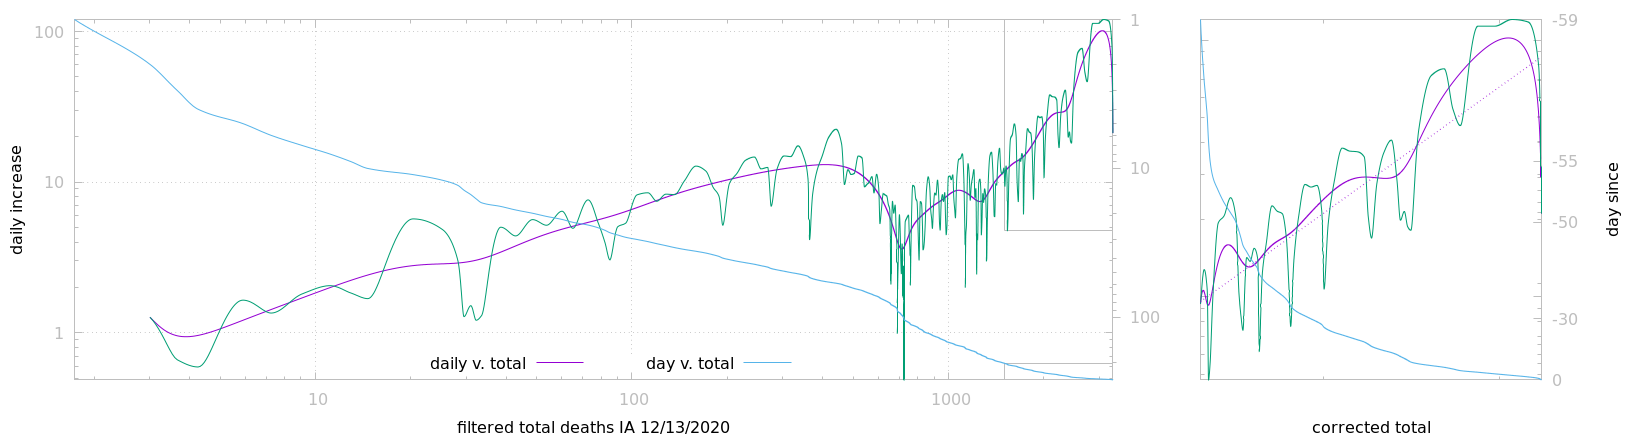 100
10
1
daily increase
10
100
1000
filtered total deaths IA 12/13/2020
daily v. total
day v. total
1
10
100
-59
-55
-50
-30
0
day since
corrected total